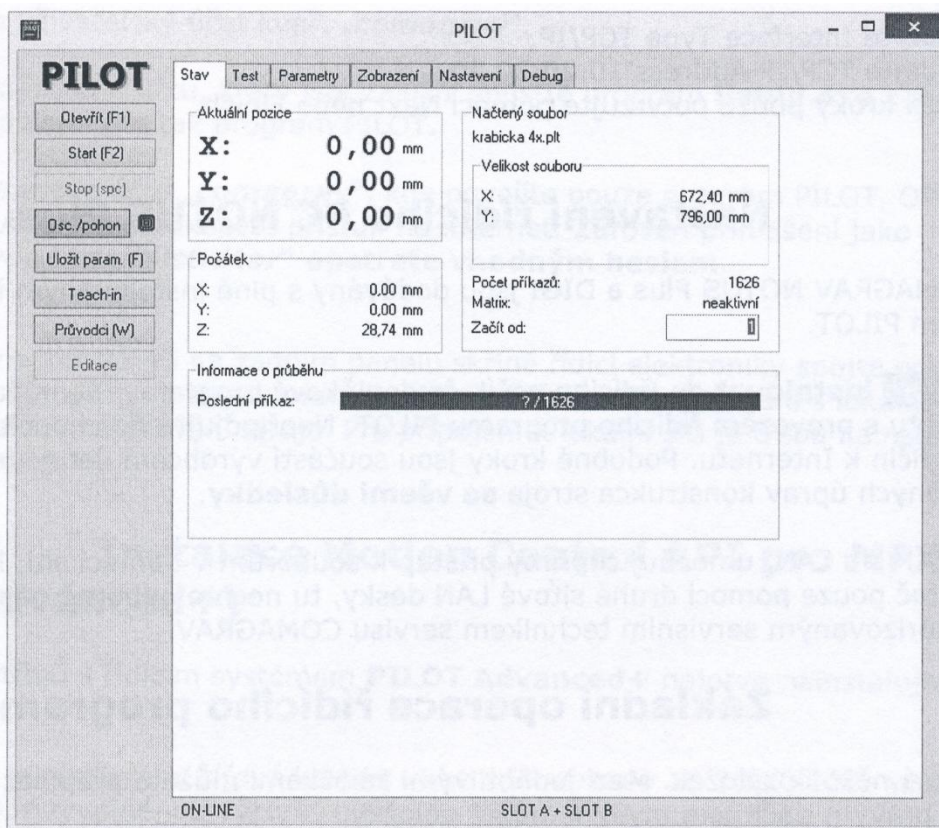 PILOT
PILOT
Otevřít (F1)
Start (F2)
Stop (spc)
Osc./pohon
Uložit param. (F)
Teach-in
Průvodci (W)
Editace
Stav Test Parametry Zobrazení Nastavení Debug
Aktuální pozice
X: 0,00 mm
Y: 0,00 mm
Z: 0,00 mm
Počátek
X: 0,00 mm
Y: 0,00 mm
Z: 28,74 mm
Načtený soubor
krabicka 4x.plt
Velikost souboru
X: 672,40 mm
Y: 796,00 mm
Počet příkazů: 1626
Matrix: neaktivní
Začít od: 1
Informace o průběhu
Poslední příkaz: ? / 1626
ON-LINE SLOT A + SLOT B